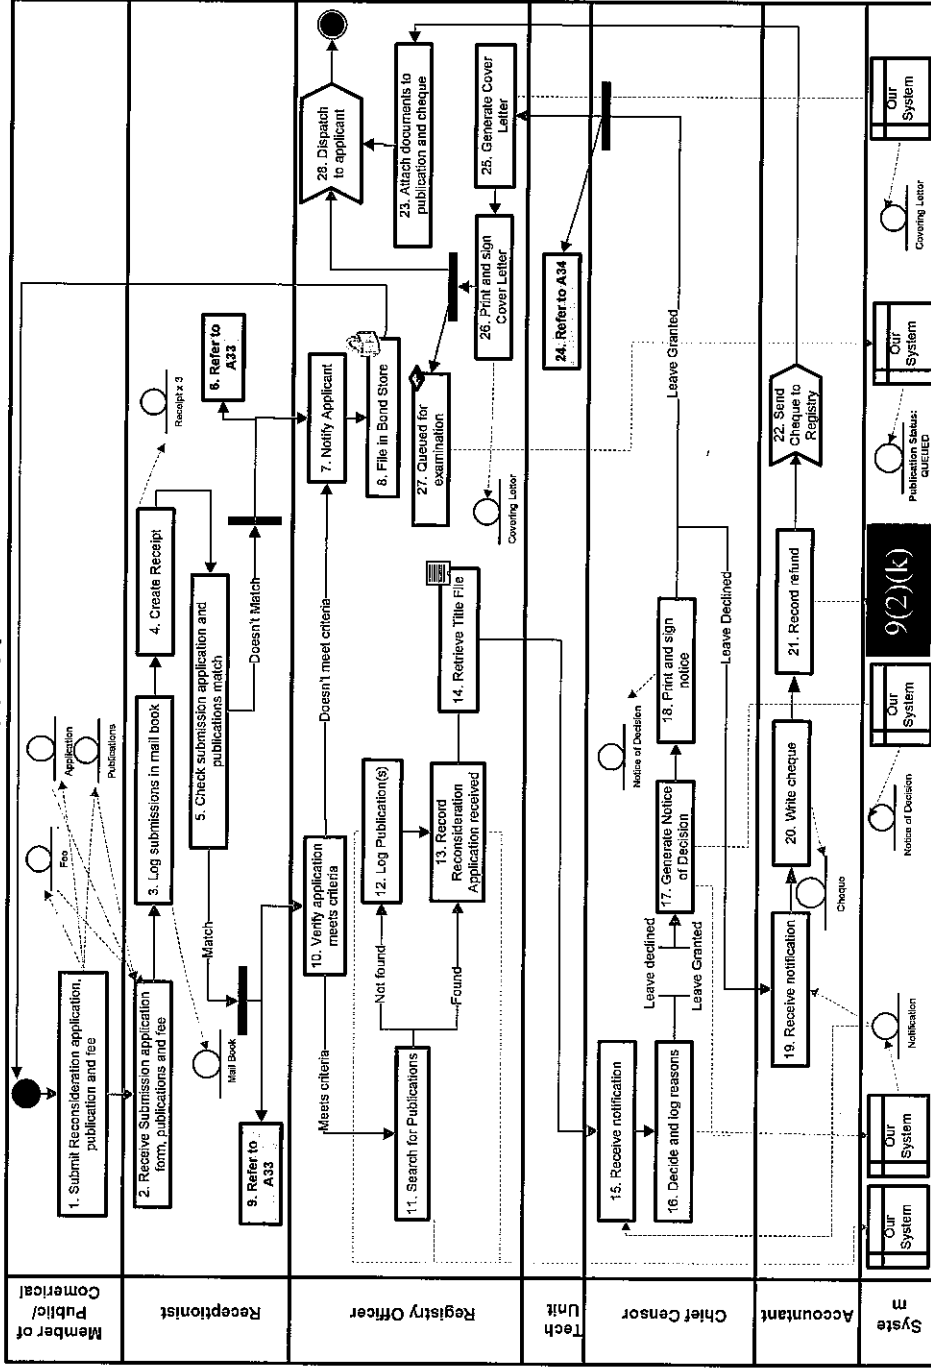 Member of
Public/
Comerical
1. Submit Reconsideration application,
publication and fee
Fee
Application
Publications
Receptionist
2. Receive Submission application
form, publications and fee
3. Log submissions in mail book
4. Create Receipt
Receipt x 3
5. Check submission application and
publications match
Match
Doesn't Match
Mail Book
6. Refer to
A33
9. Refer to
A33
Registry Officer
7. Notify Applicant
8. File in Bond Store
10. Verify application
meets criteria
Meets criteria
Doesn't meet criteria
11. Search for Publications
Not found
Found
12. Log Publication(s)
13. Record
Reconsideration
Application received
14. Retrieve Title File
27. Queued for
examination
28. Dispatch
to applicant
23. Attach documents to
publication and cheque
25. Generate Cover
Letter
26. Print and sign
Cover Letter
Covering Letter
Tech
Unit
24. Refer to A34
Chief Censor
15. Receive notification
16. Decide and log reasons
Leave declined
Leave Granted
17. Generate Notice
of Decision
18. Print and sign
notice
Notice of Decision
Leave Granted
Leave Declined
Accountant
19. Receive notification
20. Write cheque
Cheque
21. Record refund
22. Send
Cheque to
Registry
Syste
m
Our
System
Our
System
Notification
Notice of Decision
Our
System
9(2)(k)
Publication Status:
QUEUED
Our
System
Covering Letter
Our
System